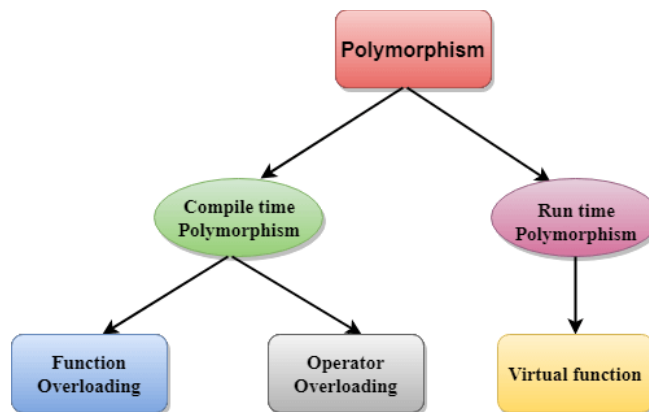 Polymorphism
Compile time
Polymorphism
Run time
Polymorphism
Function
Overloading
Operator
Overloading
Virtual function